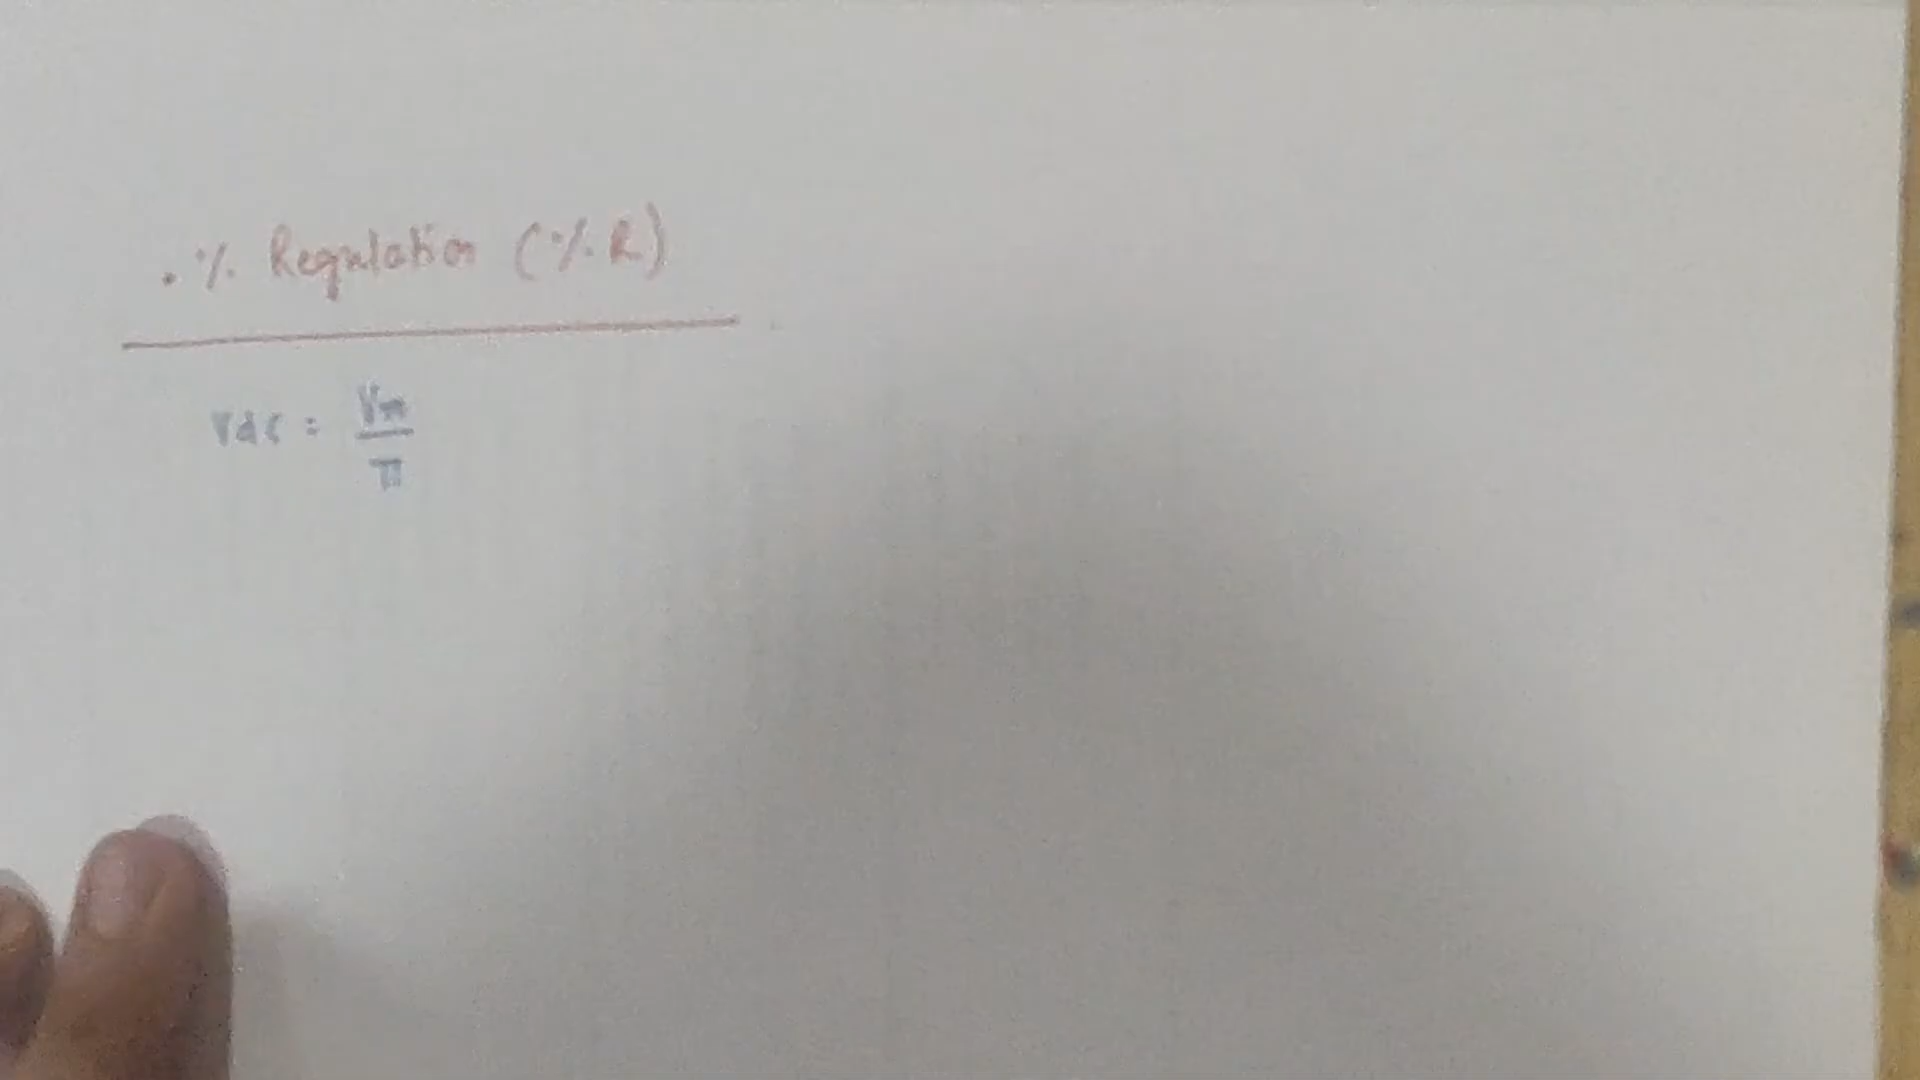 . % Regulation (% R)
Vdc = Vm
π